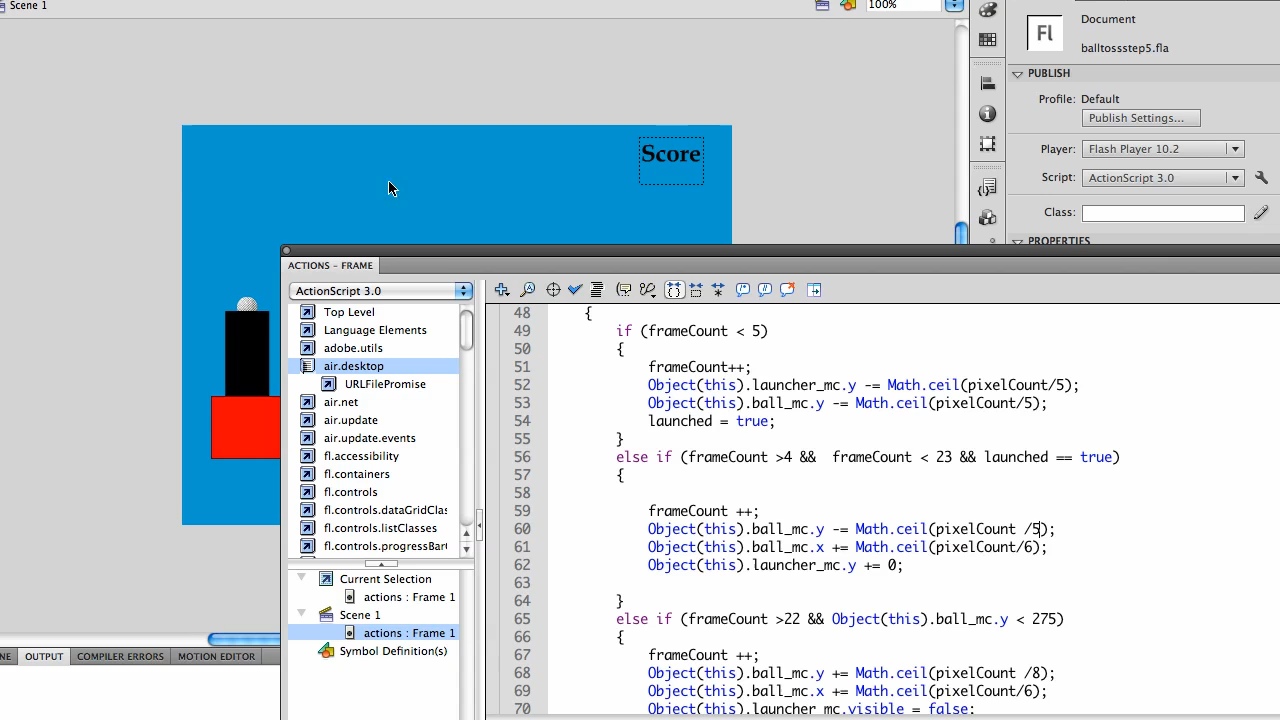 Scene 1
100%
Document
Fl
balltossstep5.fla
PUBLISH
Profile: Default
Publish Settings...
Player: Flash Player 10.2
Script: ActionScript 3.0
Class:
PROPERTIES
Score
ACTIONS - FRAME
ActionScript 3.0
Top Level
Language Elements
adobe.utils
air.desktop
URLFilePromise
air.net
air.update
air.update.events
fl.accessibility
fl.containers
fl.controls
fl.controls.dataGridClas
fl.controls.listClasses
fl.controls.progressBar
Current Selection
actions : Frame 1
Scene 1
actions : Frame 1
Symbol Definition(s)
48 {
49 if (frameCount < 5)
50 {
51 frameCount++;
52 Object(this).launcher_mc.y -= Math.ceil(pixelCount/5);
53 Object(this).ball_mc.y -= Math.ceil(pixelCount/5);
54 launched = true;
55 }
56 else if (frameCount >4 &&  frameCount < 23 && launched == true)
57 {
58
59 frameCount ++;
60 Object(this).ball_mc.y -= Math.ceil(pixelCount /5);
61 Object(this).ball_mc.x += Math.ceil(pixelCount/6);
62 Object(this).launcher_mc.y += 0;
63
64 }
65 else if (frameCount >22 && Object(this).ball_mc.y < 275)
66 {
67 frameCount ++;
68 Object(this).ball_mc.y += Math.ceil(pixelCount /8);
69 Object(this).ball_mc.x += Math.ceil(pixelCount/6);
70 Object(this).launcher_mc.visible = false;
NE OUTPUT COMPILER ERRORS MOTION EDITOR